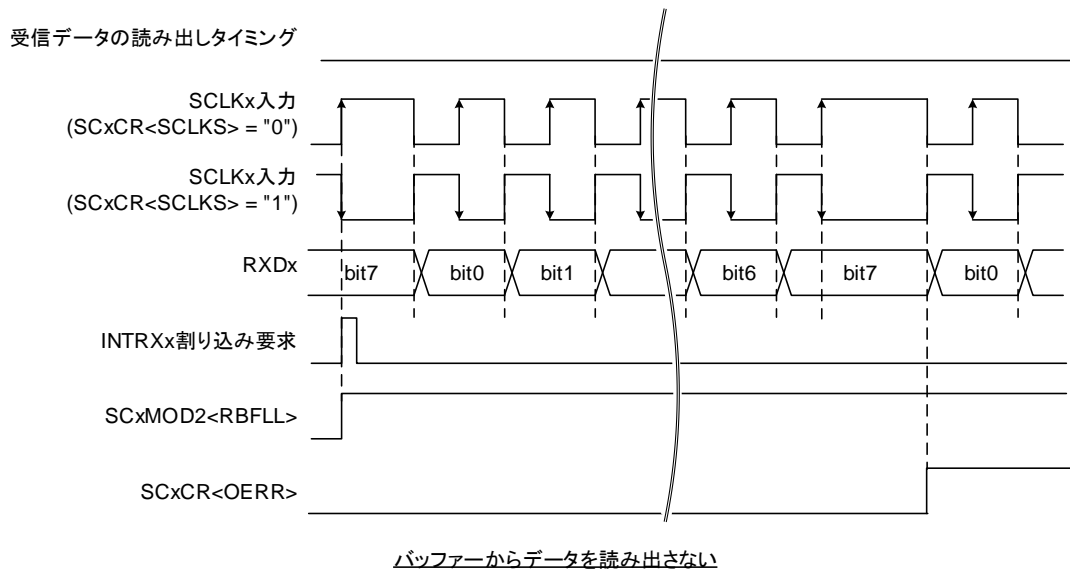 受信データの読み出しタイミング
SCLKx入力
(SCxCR<SCLKS> = "0")
SCLKx入力
(SCxCR<SCLKS> = "1")
RXDx
bit7 bit0 bit1 bit6 bit7 bit0
INTRXx割り込み要求
SCxMOD2<RBFLL>
SCxCR<OERR>
バッファーからデータを読み出さない